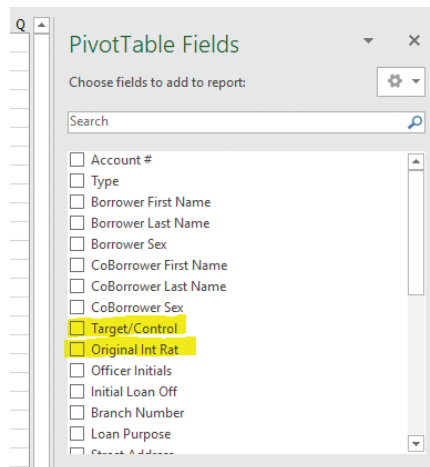 Q
PivotTable Fields
Choose fields to add to report:
Search
Account #
Type
Borrower First Name
Borrower Last Name
Borrower Sex
CoBorrower First Name
CoBorrower Last Name
CoBorrower Sex
Target/Control
Original Int Rat
Officer Initials
Initial Loan Off
Branch Number
Loan Purpose
Street Address